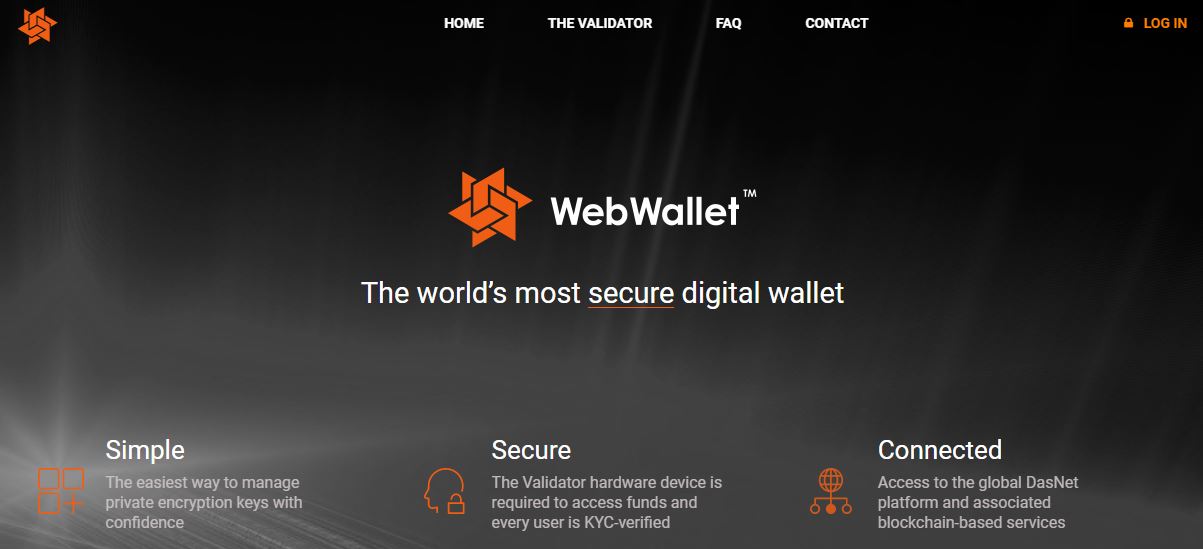 HOME THE VALIDATOR FAQ CONTACT LOG IN
WebWallet™
The world's most secure digital wallet
Simple
The easiest way to manage
private encryption keys with
confidence
Secure
The Validator hardware device is
required to access funds and
every user is KYC-verified
Connected
Access to the global DasNet
platform and associated
blockchain-based services